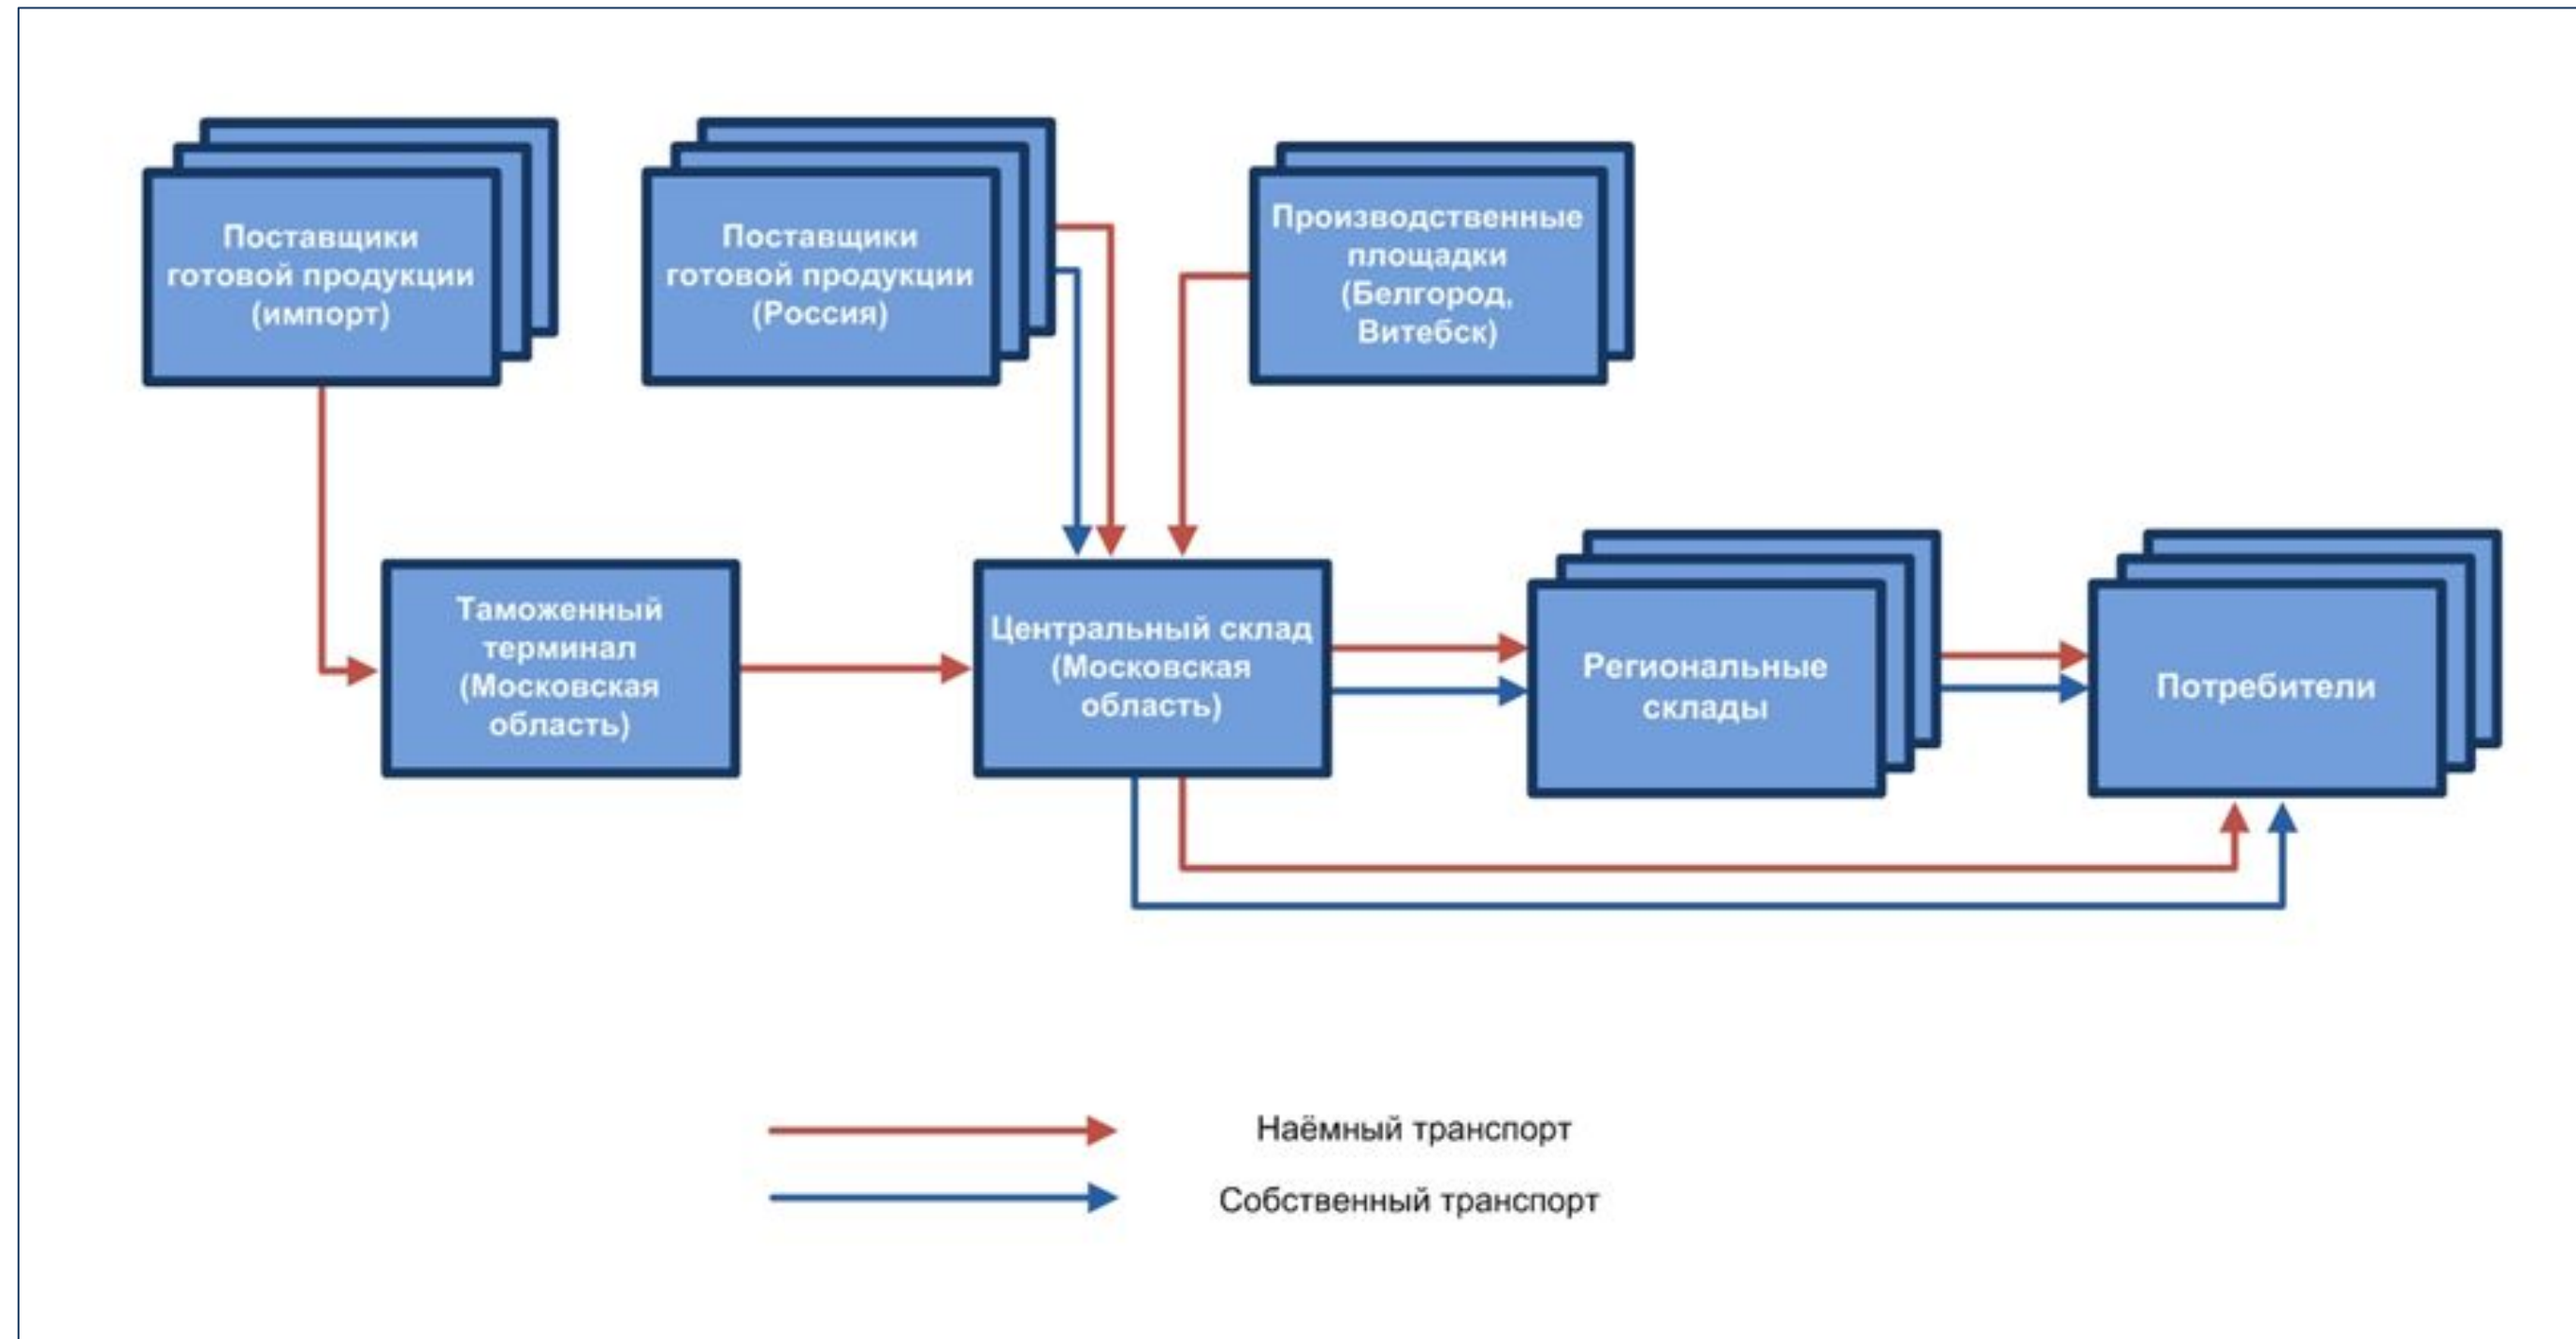 Поставщики
готовой продукции
(импорт)
Поставщики
готовой продукции
(Россия)
Производственные
площадки
(Белгород,
Витебск)
Таможенный
терминал
(Московская
область)
Центральный склад
(Московская
область)
Региональные
склады
Потребители
Наёмный транспорт
Собственный транспорт